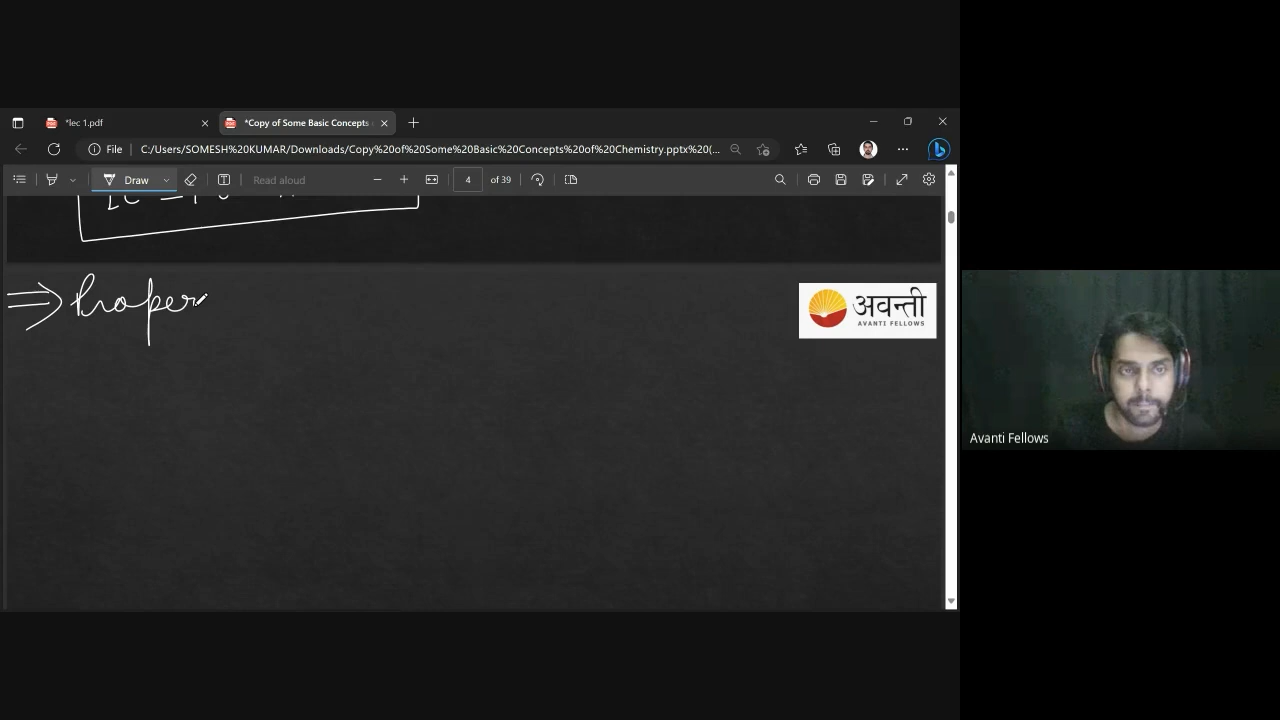 *lec 1.pdf
*Copy of Some Basic Concepts
File
C:/Users/SOMESH%20KUMAR/Downloads/Copy%20of%20Some%20Basic%20Concepts%20of%20Chemistry.pptx%20(...
Draw
Read aloud
4 of 39
⇒ Proper
अवन्ती
AVANTI FELLOWS
Avanti Fellows